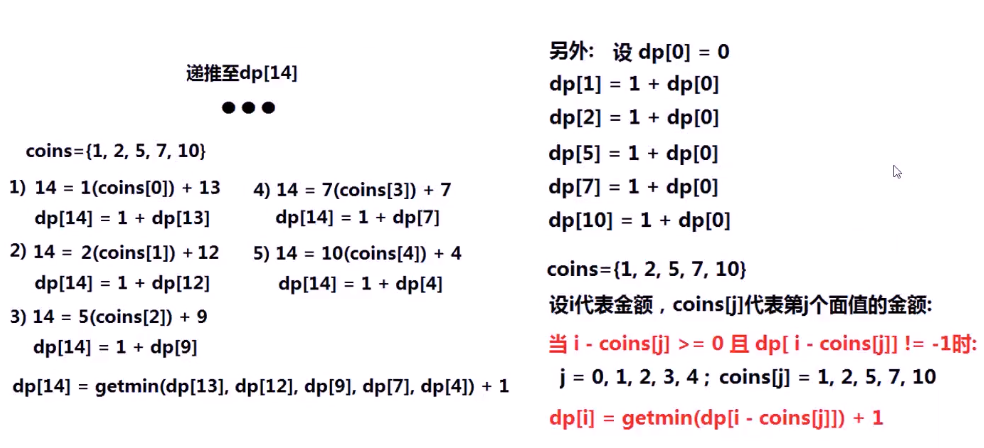 递推至dp[14]
●●●
coins={1, 2, 5, 7, 10}
1) 14 = 1(coins[0]) + 13
dp[14] = 1 + dp[13]
2) 14 = 2(coins[1]) + 12
dp[14] = 1 + dp[12]
3) 14 = 5(coins[2]) + 9
dp[14] = 1 + dp[9]
4) 14 = 7(coins[3]) + 7
dp[14] = 1 + dp[7]
5) 14 = 10(coins[4]) + 4
dp[14] = 1 + dp[4]
dp[14] = getmin(dp[13], dp[12], dp[9], dp[7], dp[4]) + 1
另外: 设 dp[0] = 0
dp[1] = 1 + dp[0]
dp[2] = 1 + dp[0]
dp[5] = 1 + dp[0]
dp[7] = 1 + dp[0]
dp[10] = 1 + dp[0]
coins={1, 2, 5, 7, 10}
设i代表金额，coins[j]代表第j个面值的金额:
当 i - coins[j] >= 0 且 dp[ i - coins[j]] != -1时:
j = 0, 1, 2, 3, 4 ; coins[j] = 1, 2, 5, 7, 10
dp[i] = getmin(dp[i - coins[j]]) + 1